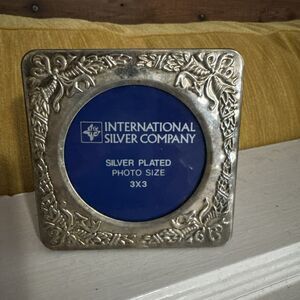 INTERNATIONAL
SILVER COMPANY
SILVER PLATED
PHOTO SIZE
3X3